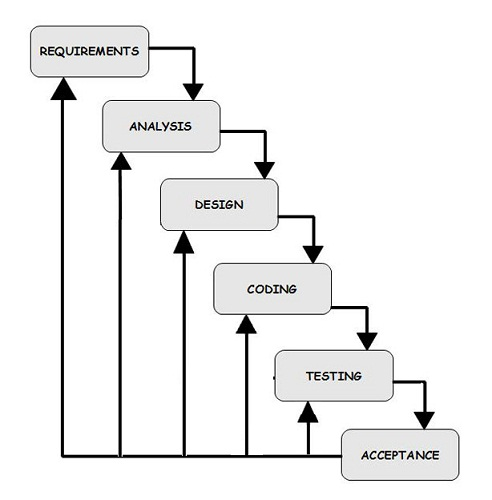 REQUIREMENTS
ANALYSIS
DESIGN
CODING
TESTING
ACCEPTANCE